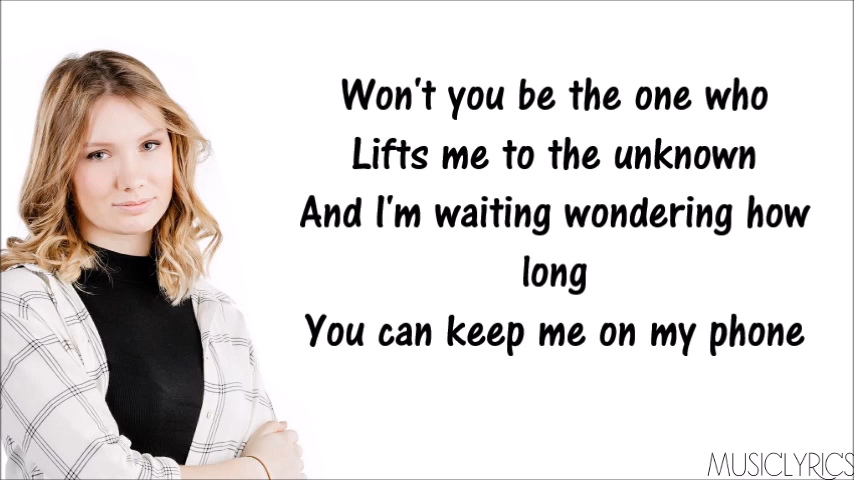 Won't you be the one who
Lifts me to the unknown
And I'm waiting wondering how
long
You can keep me on my phone
MUSICLYRICS